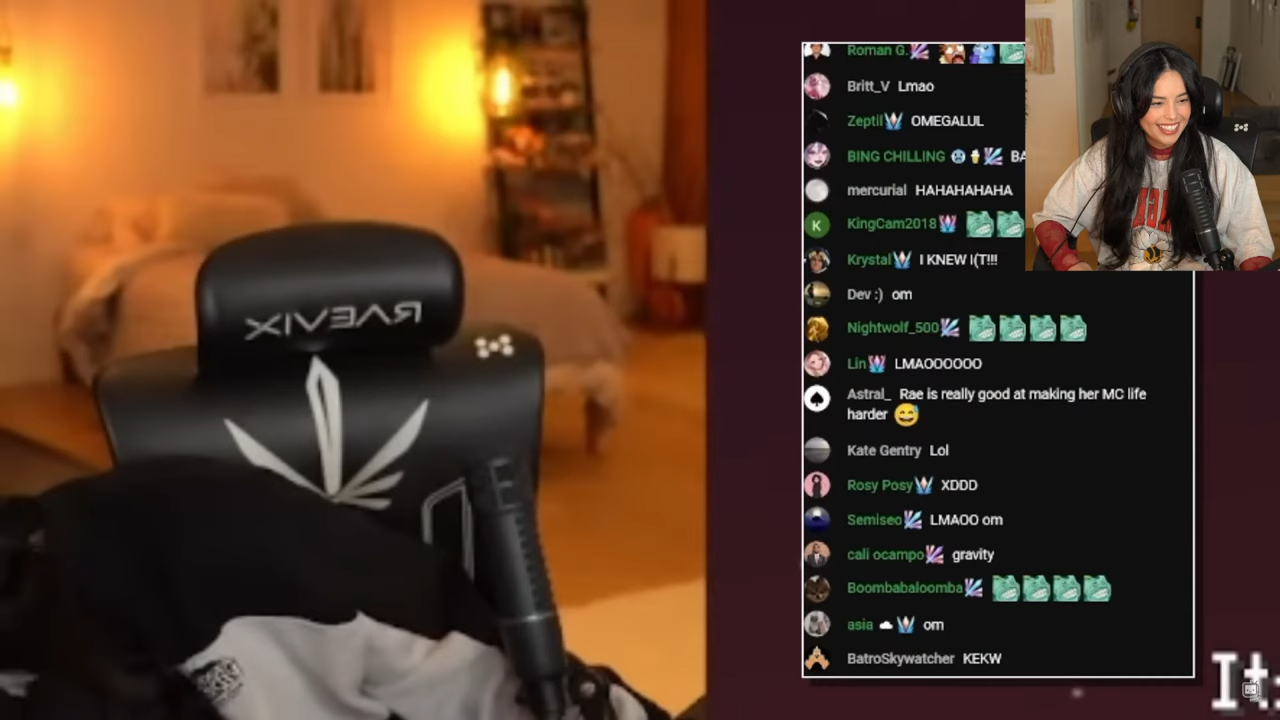 RAEVIX
Roman G.
Britt_V Lmao
Zeptil OMEGALUL
BING CHILLING BA
mercurial HAHAHAHAHA
K KingCam2018
Krystal I KNEW I(T!!!
Dev :) om
Nightwolf_500
Lin LMAOOOOOO
Astral_ Rae is really good at making her MC life
harder
Kate Gentry Lol
Rosy Posy XDDD
Semiseo LMAOO om
cali ocampo gravity
Boombabaloomba
asia om
BatroSkywatcher KEKW
It